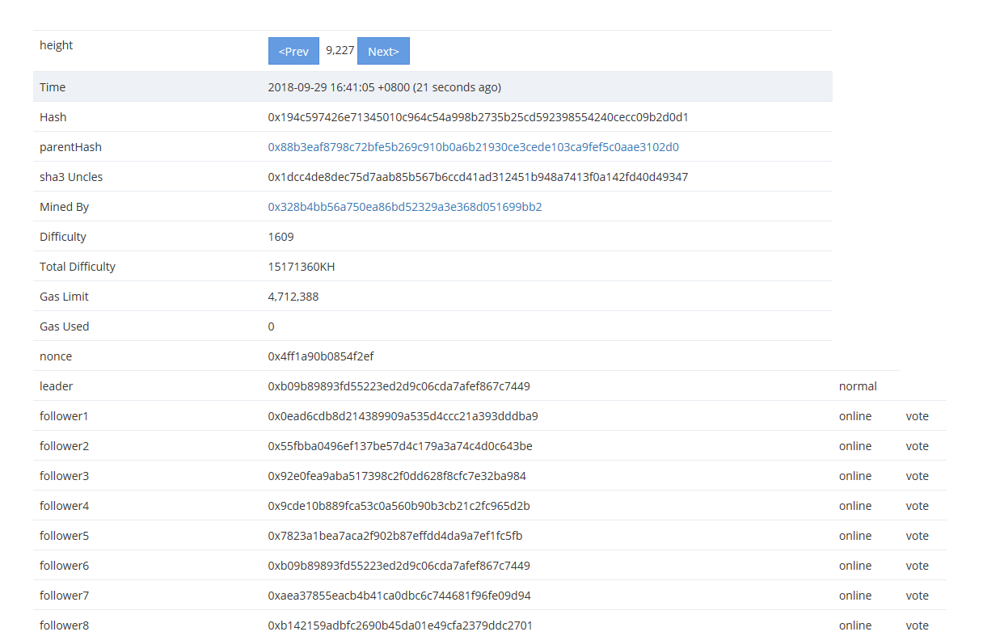 height <Prev 9,227 Next>
Time 2018-09-29 16:41:05 +0800 (21 seconds ago)
Hash 0x194c597426e71345010c964c54a998b2735b25cd592398554240cecc09b2d0d1
parentHash 0x88b3eaf8798c72bfe5b269c910b0a6b21930ce3cede103ca9fef5c0aae3102d0
sha3 Uncles 0x1dcc4de8dec75d7aab85b567b6ccd41ad312451b948a7413f0a142fd40d49347
Mined By 0x328b4bb56a750ea86bd52329a3e368d051699bb2
Difficulty 1609
Total Difficulty 15171360KH
Gas Limit 4,712,388
Gas Used 0
nonce 0x4ff1a90b0854f2ef
leader 0xb09b89893fd55223ed2d9c06cda7afef867c7449 normal
follower1 0x0ead6cdb8d214389909a535d4ccc21a393dddba9 online vote
follower2 0x55fbba0496ef137be57d4c179a3a74c4d0c643be online vote
follower3 0x92e0fea9aba517398c2f0dd628f8cfc7e32ba984 online vote
follower4 0x9cde10b889fca53c0a560b90b3cb21c2fc965d2b online vote
follower5 0x7823a1bea7aca2f902b87effdd4da9a7ef1fc5fb online vote
follower6 0xb09b89893fd55223ed2d9c06cda7afef867c7449 online vote
follower7 0xaea37855eacb4b41ca0dbc6c744681f96fe09d94 online vote
follower8 0xb142159adbfc2690b45da01e49cfa2379ddc2701 online vote